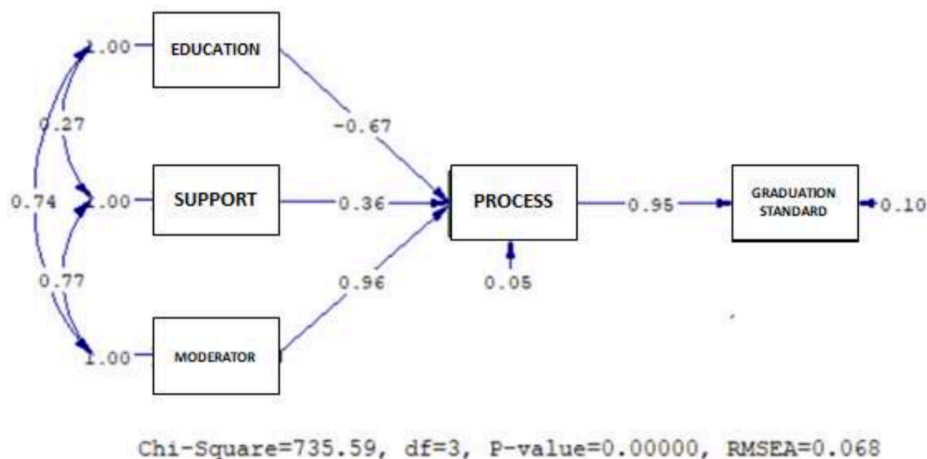 1.00
EDUCATION
0.27
-0.67
0.74
1.00
SUPPORT
0.36
PROCESS
0.95
GRADUATION
STANDARD
0.10
0.77
0.96
0.05
1.00
MODERATOR
Chi-Square=735.59, df=3, P-value=0.00000, RMSEA=0.068